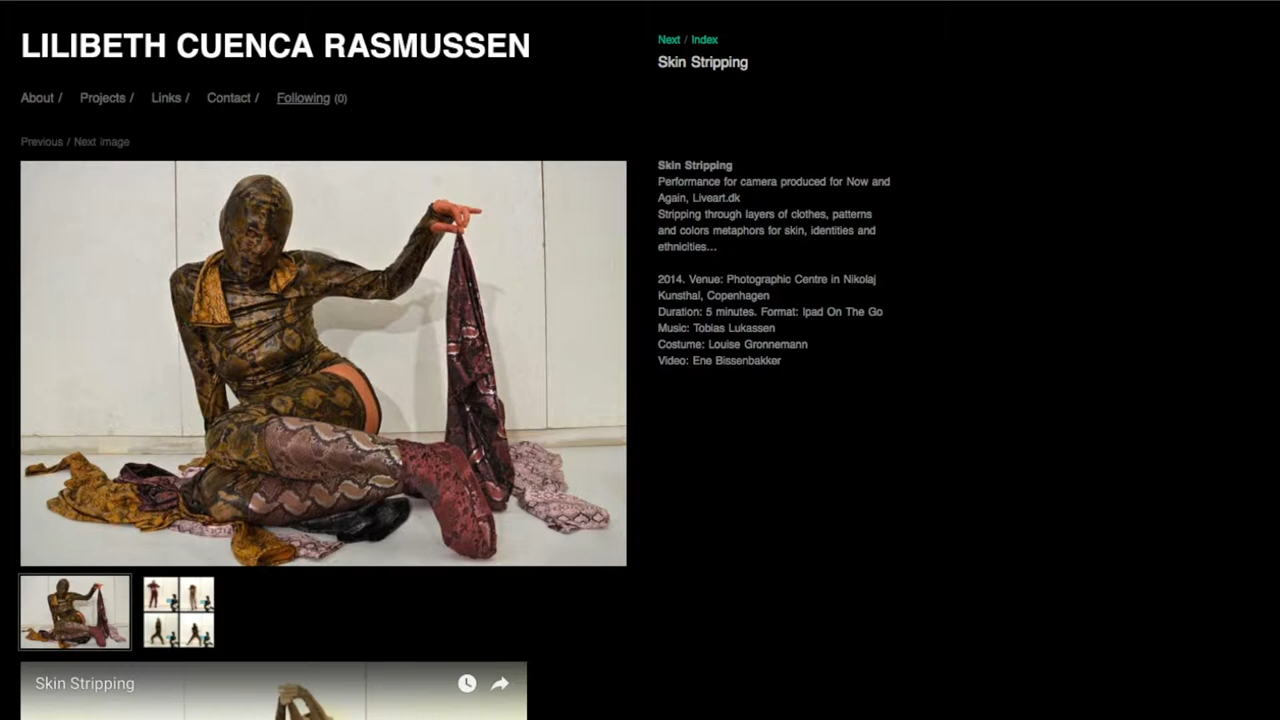 LILIBETH CUENCA RASMUSSEN
About / Projects / Links / Contact / Following (0)
Previous / Next image
Next / Index
Skin Stripping
Skin Stripping
Performance for camera produced for Now and
Again, Liveart.dk
Stripping through layers of clothes, patterns
and colors metaphors for skin, identities and
ethnicities...
2014. Venue: Photographic Centre in Nikolaj
Kunsthal, Copenhagen
Duration: 5 minutes. Format: Ipad On The Go
Music: Tobias Lukassen
Costume: Louise Gronnemann
Video: Ene Bissenbakker
Skin Stripping